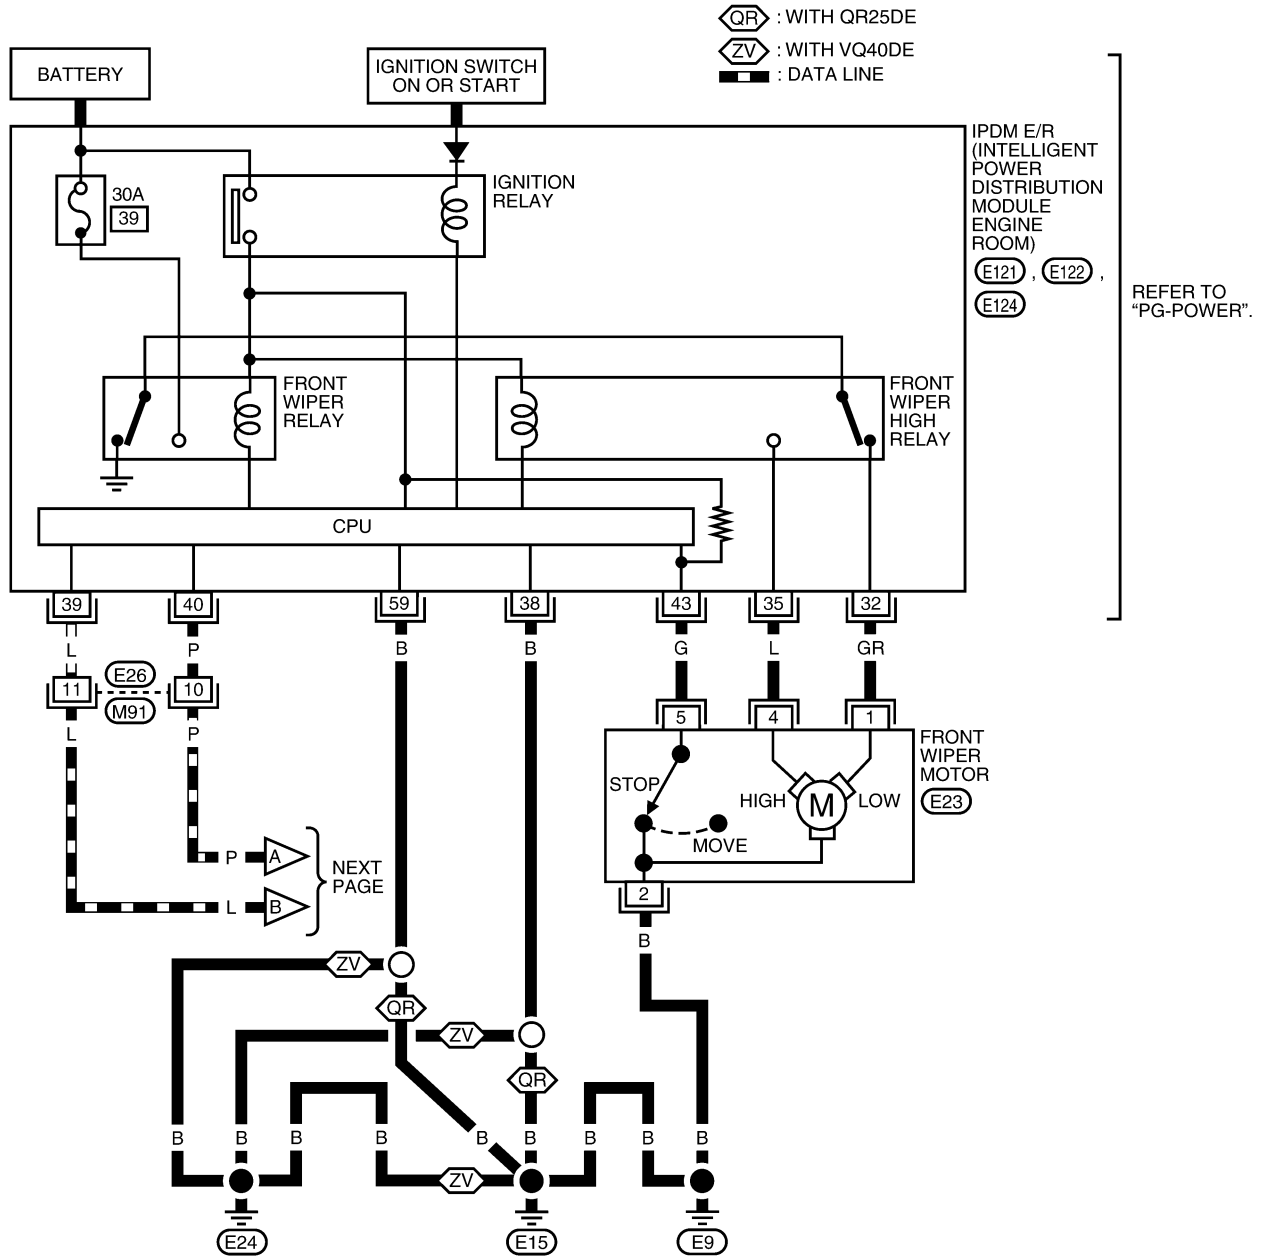 QR : WITH QR25DE
ZV : WITH VQ40DE
: DATA LINE
BATTERY
IGNITION SWITCH
ON OR START
IPDM E/R
(INTELLIGENT
POWER
DISTRIBUTION
MODULE
ENGINE
ROOM)
E121 , E122 ,
E124
REFER TO
“PG-POWER”.
30A
39
IGNITION
RELAY
FRONT
WIPER
RELAY
FRONT
WIPER
HIGH
RELAY
CPU
39 40 59 38 43 35 32
L P B B G L GR
11 E26 10
M91
L P
5 4 1
FRONT
WIPER
MOTOR
E23
STOP
MOVE
HIGH M LOW
2
B
P A
L B
NEXT
PAGE
ZV
QR
ZV
QR
B B B B B B B B B
ZV
E24 E15 E9